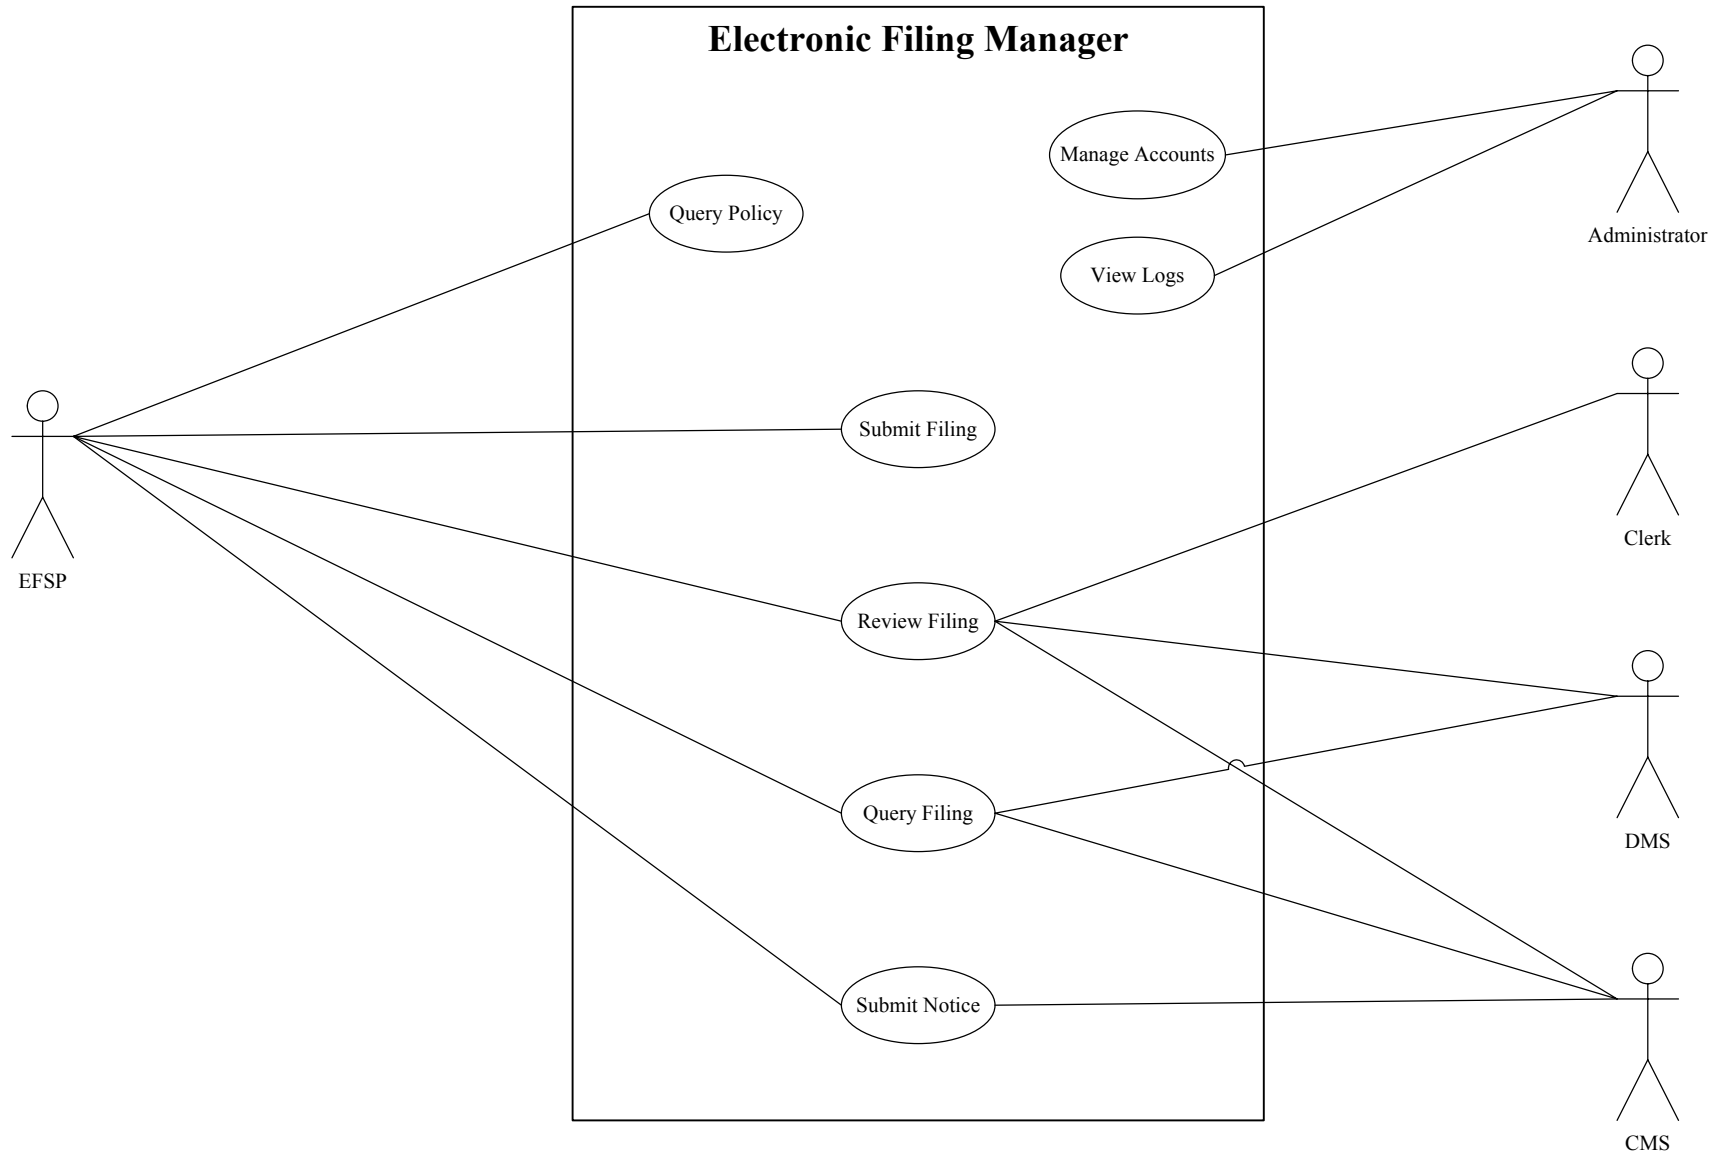 Electronic Filing Manager
Manage Accounts
Query Policy
Administrator
View Logs
Submit Filing
EFSP
Clerk
Review Filing
Query Filing
DMS
Submit Notice
CMS